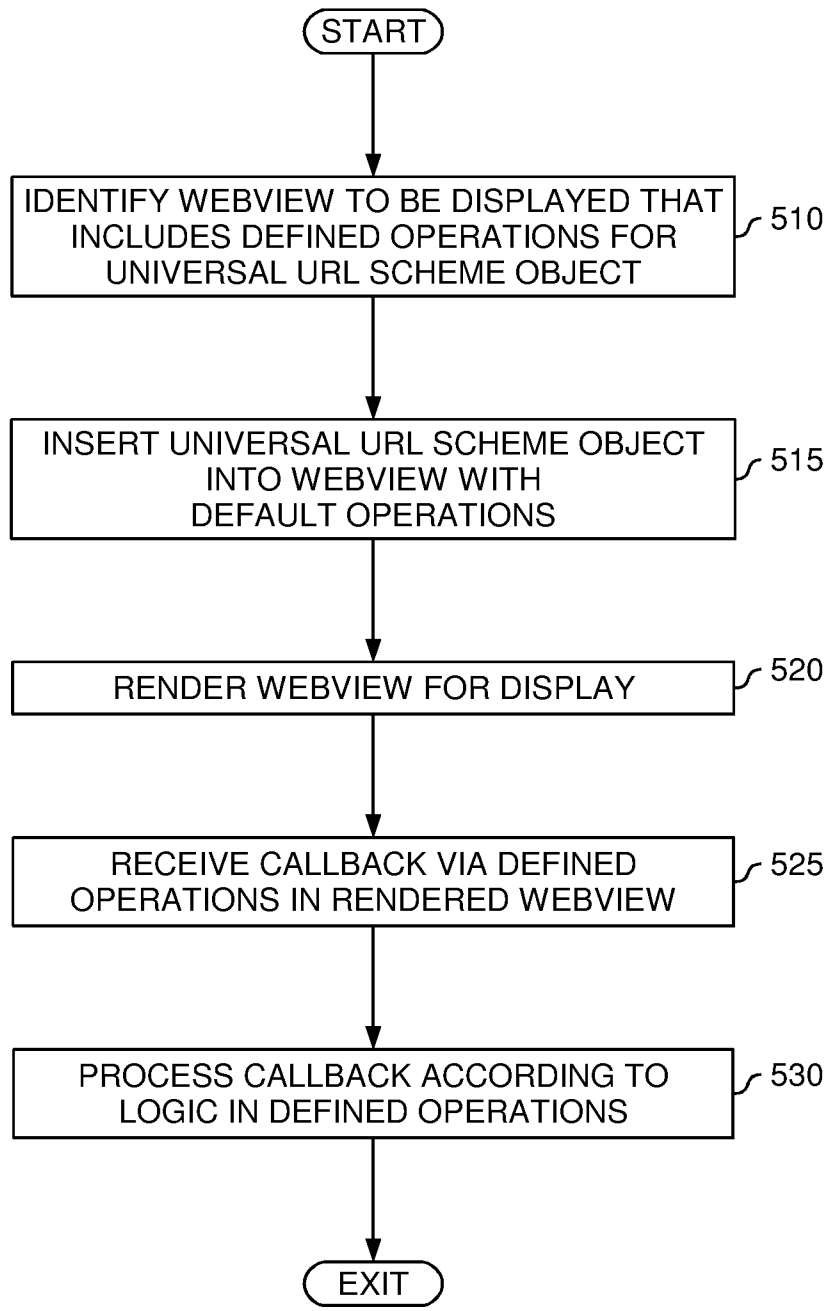 START
IDENTIFY WEBVIEW TO BE DISPLAYED THAT
INCLUDES DEFINED OPERATIONS FOR
UNIVERSAL URL SCHEME OBJECT
510
INSERT UNIVERSAL URL SCHEME OBJECT
INTO WEBVIEW WITH
DEFAULT OPERATIONS
515
RENDER WEBVIEW FOR DISPLAY
520
RECEIVE CALLBACK VIA DEFINED
OPERATIONS IN RENDERED WEBVIEW
525
PROCESS CALLBACK ACCORDING TO
LOGIC IN DEFINED OPERATIONS
530
EXIT